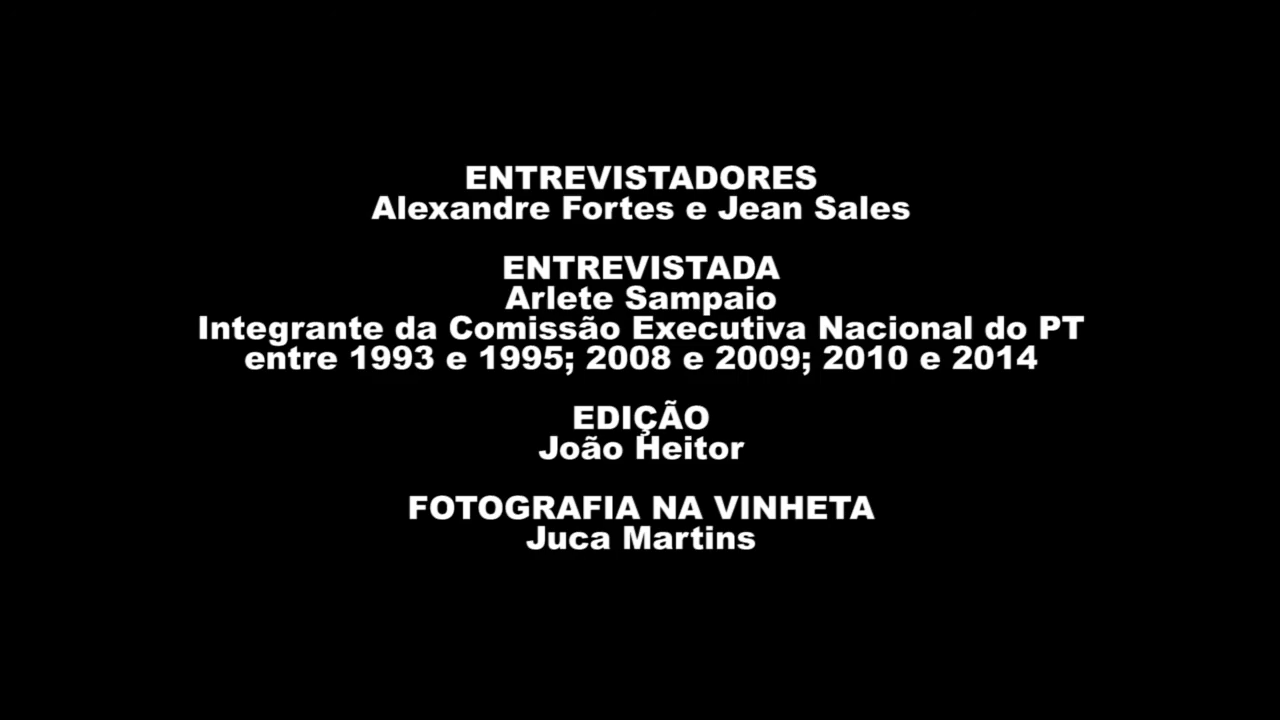 ENTREVISTADORES
Alexandre Fortes e Jean Sales
ENTREVISTADA
Arlete Sampaio
Integrante da Comissão Executiva Nacional do PT
entre 1993 e 1995; 2008 e 2009; 2010 e 2014
EDIÇÃO
João Heitor
FOTOGRAFIA NA VINHETA
Juca Martins